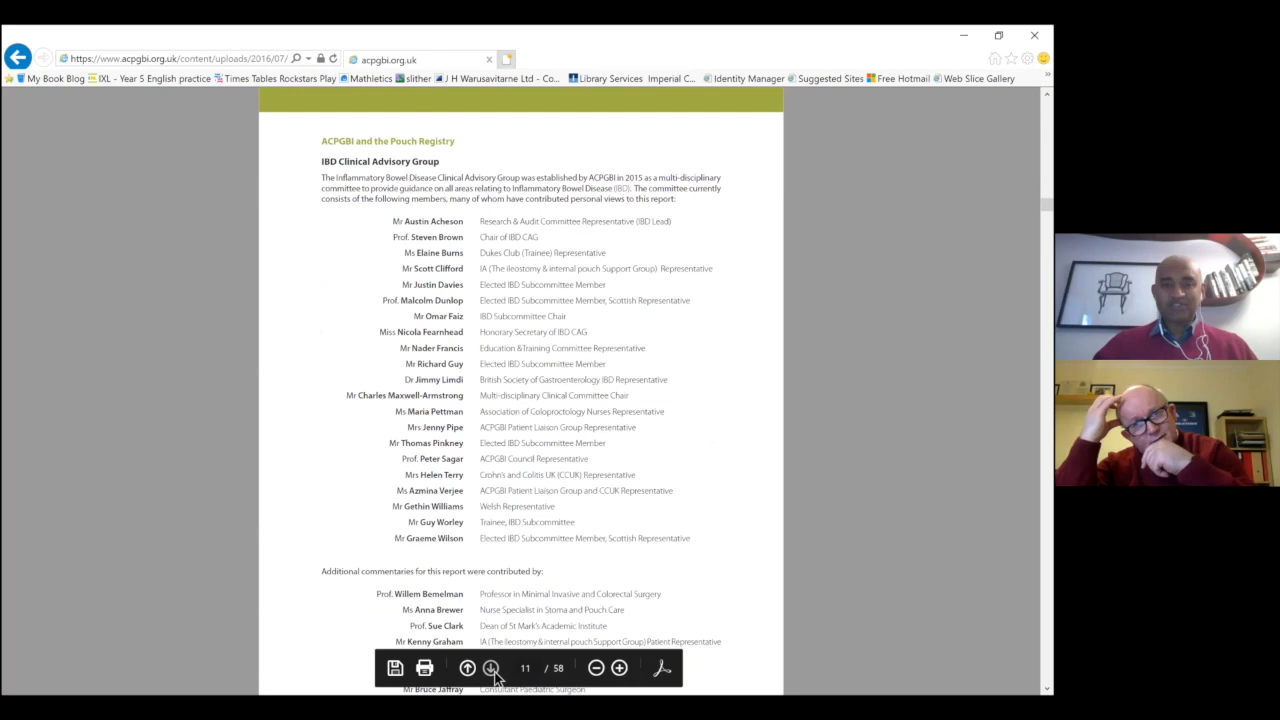 https://www.acpgbi.org.uk/content/uploads/2016/07/
acpgbi.org.uk
My Book Blog
IXL - Year 5 English practice
Times Tables Rockstars Play
Mathletics
slither
J H Warusavitarne Ltd - Co...
Library Services Imperial C...
Identity Manager
Suggested Sites
Free Hotmail
Web Slice Gallery
ACPGBI and the Pouch Registry
IBD Clinical Advisory Group
The Inflammatory Bowel Disease Clinical Advisory Group was established by ACPGBI in 2015 as a multi-disciplinary
committee to provide guidance on all areas relating to Inflammatory Bowel Disease (IBD). The committee currently
consists of the following members, many of whom have contributed personal views to this report:
Mr Austin Acheson Research & Audit Committee Representative (IBD Lead)
Prof. Steven Brown Chair of IBD CAG
Ms Elaine Burns Dukes Club (Trainee) Representative
Mr Scott Clifford IA (The ileostomy & internal pouch Support Group) Representative
Mr Justin Davies Elected IBD Subcommittee Member
Prof. Malcolm Dunlop Elected IBD Subcommittee Member, Scottish Representative
Mr Omar Faiz IBD Subcommittee Chair
Miss Nicola Fearnhead Honorary Secretary of IBD CAG
Mr Nader Francis Education &Training Committee Representative
Mr Richard Guy Elected IBD Subcommittee Member
Dr Jimmy Limdi British Society of Gastroenterology IBD Representative
Mr Charles Maxwell-Armstrong Multi-disciplinary Clinical Committee Chair
Ms Maria Pettman Association of Coloproctology Nurses Representative
Mrs Jenny Pipe ACPGBI Patient Liaison Group Representative
Mr Thomas Pinkney Elected IBD Subcommittee Member
Prof. Peter Sagar ACPGBI Council Representative
Mrs Helen Terry Crohn's and Colitis UK (CCUK) Representative
Ms Azmina Verjee ACPGBI Patient Liaison Group and CCUK Representative
Mr Gethin Williams Welsh Representative
Mr Guy Worley Trainee, IBD Subcommittee
Mr Graeme Wilson Elected IBD Subcommittee Member, Scottish Representative
Additional commentaries for this report were contributed by:
Prof. Willem Bemelman Professor in Minimal Invasive and Colorectal Surgery
Ms Anna Brewer Nurse Specialist in Stoma and Pouch Care
Prof. Sue Clark Dean of St Mark's Academic Institute
Mr Kenny Graham IA (The ileostomy & internal pouch Support Group) Patient Representative
11 / 58
Mr Bruce Jaffray Consultant Paediatric Surgeon